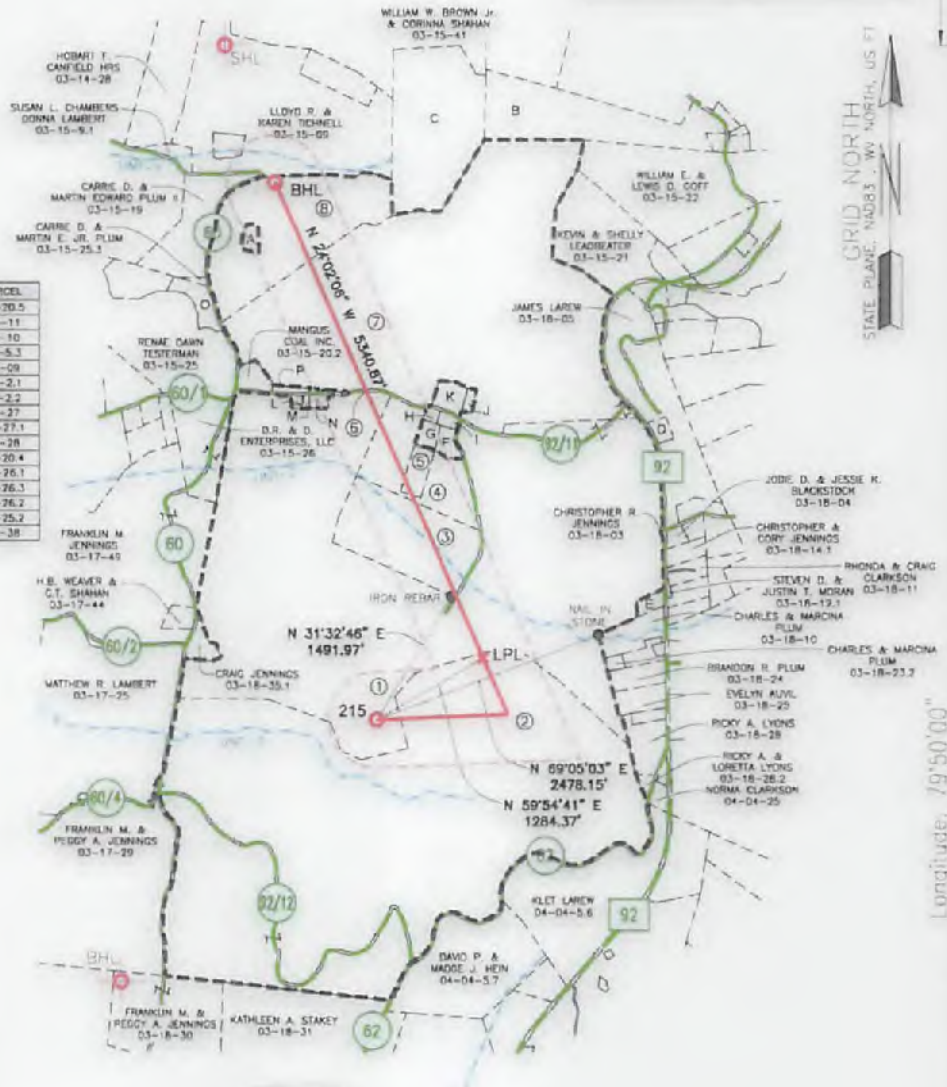 WILLIAM W. BROWN Jr.
& CORINNA SHAHAN
03-15-41
HOBART F.
CANFIELD HRS
03-14-28
SHL
SUSAN L. CHAMBERS
DONNA LAMBERT
03-15-9.1
LLOYD R. &
KAREN TICHNELL
03-15-09
C
B
GRID NORTH
STATE PLANE, NAD83, WV NORTH, US FT
CARRIE D. &
MARTIN EDWARD PLUM II
03-15-19
BHL
⑧
WILLIAM E. &
LEWIS D. GOFF
03-15-22
CARRIE D. &
MARTIN E. JR. PLUM
03-15-25.3
A
N 24°02'06" W
5340.87'
KEVIN & SHELLY
LEADBEATER
03-15-21
O
JAMES LAREW
03-18-05
⑦
RENAE DAWN
TESTERMAN
03-15-25
MANGUS
COAL INC.
03-15-20.2
P
60/1
L
M
N
⑥
H
K
J
G
F
D.R. & D.
ENTERPRISES, LLC
03-15-26
⑤
④
92
JODIE D. & JESSIE K.
BLACKSTOCK
03-18-04
CHRISTOPHER R.
JENNINGS
03-18-03
CHRISTOPHER &
CORY JENNINGS
03-18-14.1
FRANKLIN M.
JENNINGS
03-17-49
60
③
RHONDA & CRAIG
CLARKSON
03-18-11
H.B. WEAVER &
C.T. SHAHAN
03-17-44
IRON REBAR
NAIL IN
STONE
E
STEVEN D. &
JUSTIN T. MORAN
03-18-19.1
CHARLES & MARCINA
PLUM
03-18-10
N 31°32'46" E
1491.97'
LPL
60/2
CRAIG JENNINGS
03-18-35.1
CHARLES & MARCINA
PLUM
03-18-23.2
MATTHEW R. LAMBERT
03-17-25
BRANDON R. PLUM
03-18-24
EVELYN AUVIL
03-18-25
①
215
②
RICKY A. LYONS
03-18-28
N 69°05'03" E
2478.15'
RICKY A. &
LORETTA LYONS
03-18-28.2
N 59°54'41" E
1284.37'
NORMA CLARKSON
04-04-25
60/4
FRANKLIN M. &
PEGGY A. JENNINGS
03-17-29
92/12
KLET LAREW
04-04-5.6
92
Longitude: 79°50'00"
BHL
DAVID P. &
MADGE J. HEIN
04-04-5.7
FRANKLIN M. &
PEGGY A. JENNINGS
03-18-30
KATHLEEN A. STAKEY
03-18-31
62